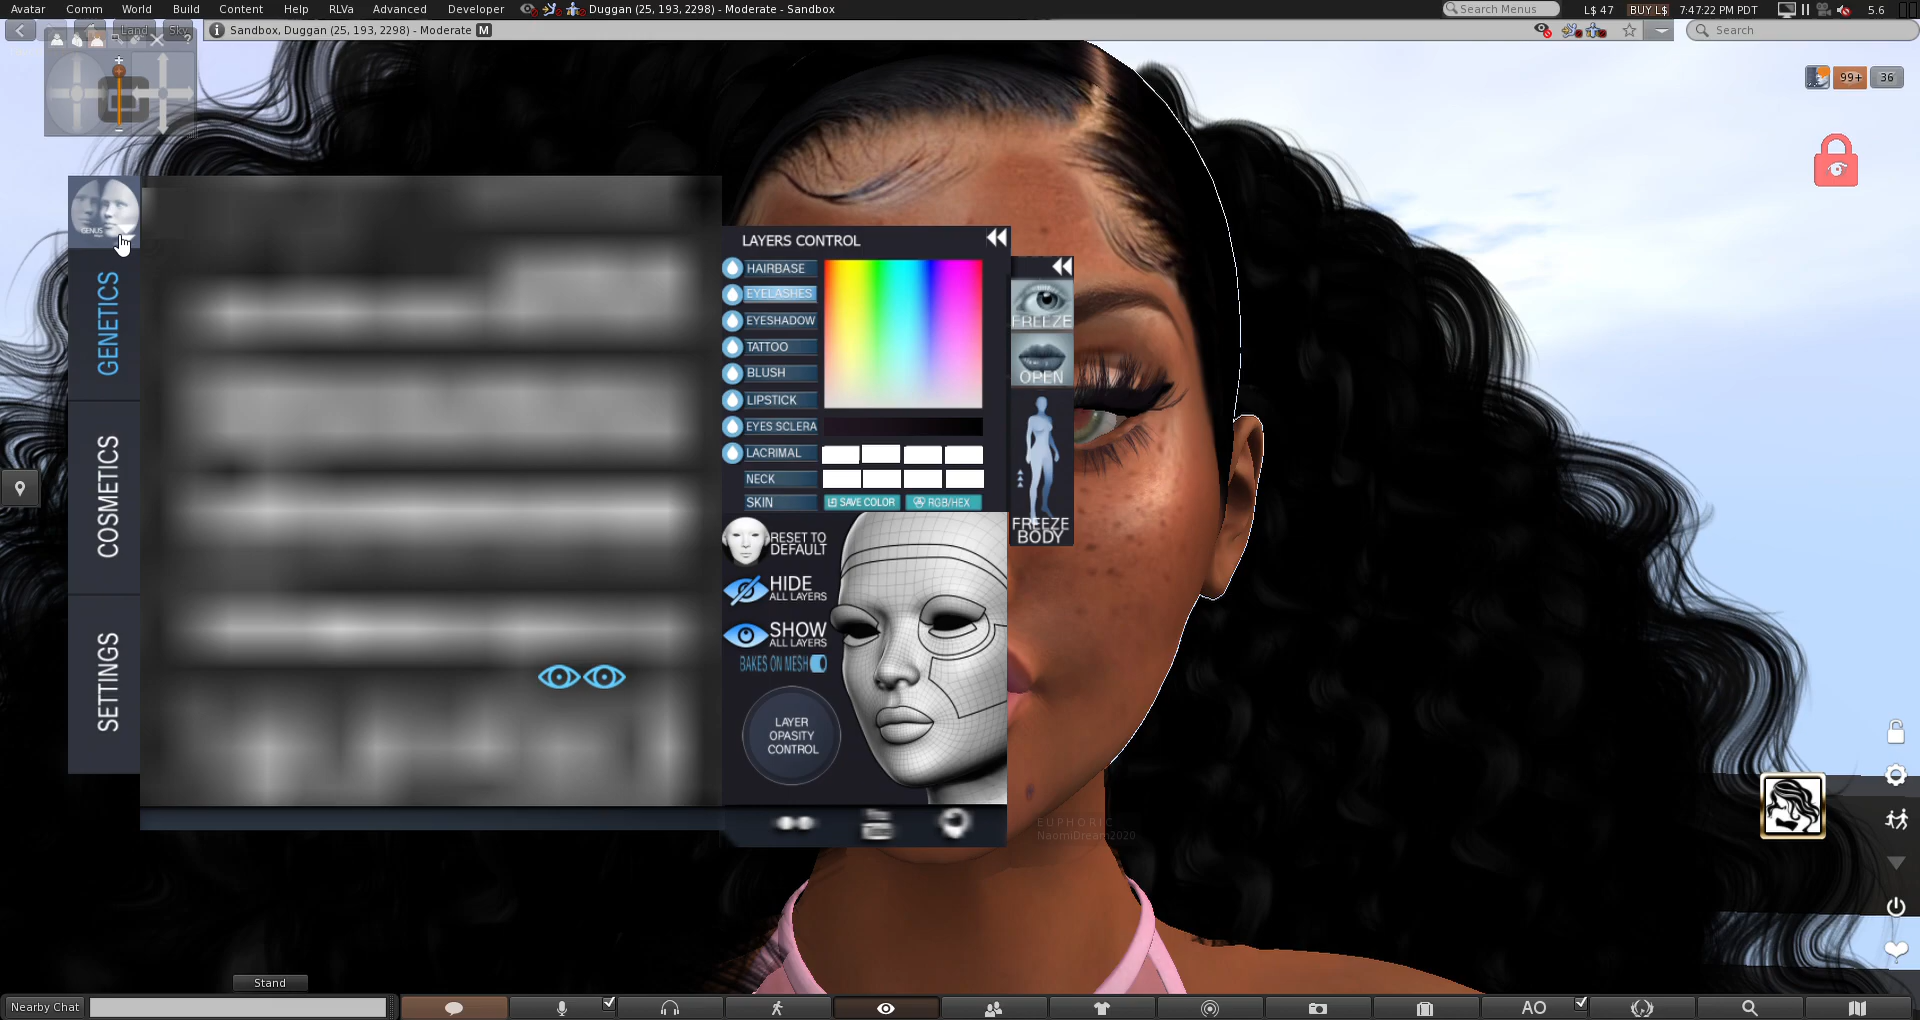 Avatar Comm World Build Content Help RLVa Advanced Developer Duggan (25, 193, 2298) - Moderate - Sandbox Search Menus L$ 47 BUY L$ 7:47:22 PM PDT 5.6
Land Sky ? Sandbox, Duggan (25, 193, 2298) - Moderate M Search
99+ 36
GENUS
GENETICS
COSMETICS
SETTINGS
LAYERS CONTROL
HAIRBASE
EYELASHES
EYESHADOW
TATTOO
BLUSH
LIPSTICK
EYES SCLERA
LACRIMAL
NECK
SKIN
SAVE COLOR RGB/HEX
RESET TO
DEFAULT
HIDE
ALL LAYERS
SHOW
ALL LAYERS
BAKES ON MESH
LAYER
OPASITY
CONTROL
FREEZE
OPEN
FREEZE
BODY
EUPHORIC
NaomiDream2020
Stand
Nearby Chat AO